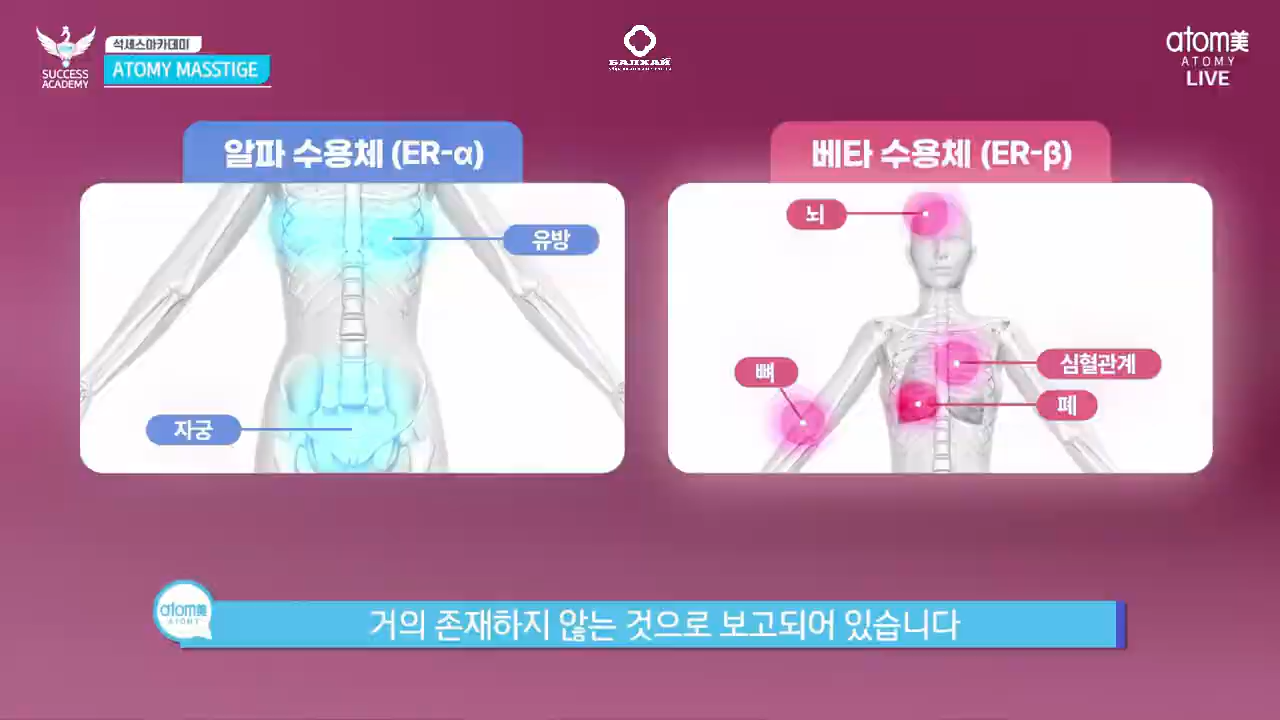 석세스아카데미
ATOMY MASSTIGE
SUCCESS
ACADEMY
БАЛХАЙ
atom美
ATOMY
LIVE
알파 수용체 (ER-α)
유방
자궁
베타 수용체 (ER-β)
뇌
심혈관계
뼈
폐
atom美
ATOMY
거의 존재하지 않는 것으로 보고되어 있습니다